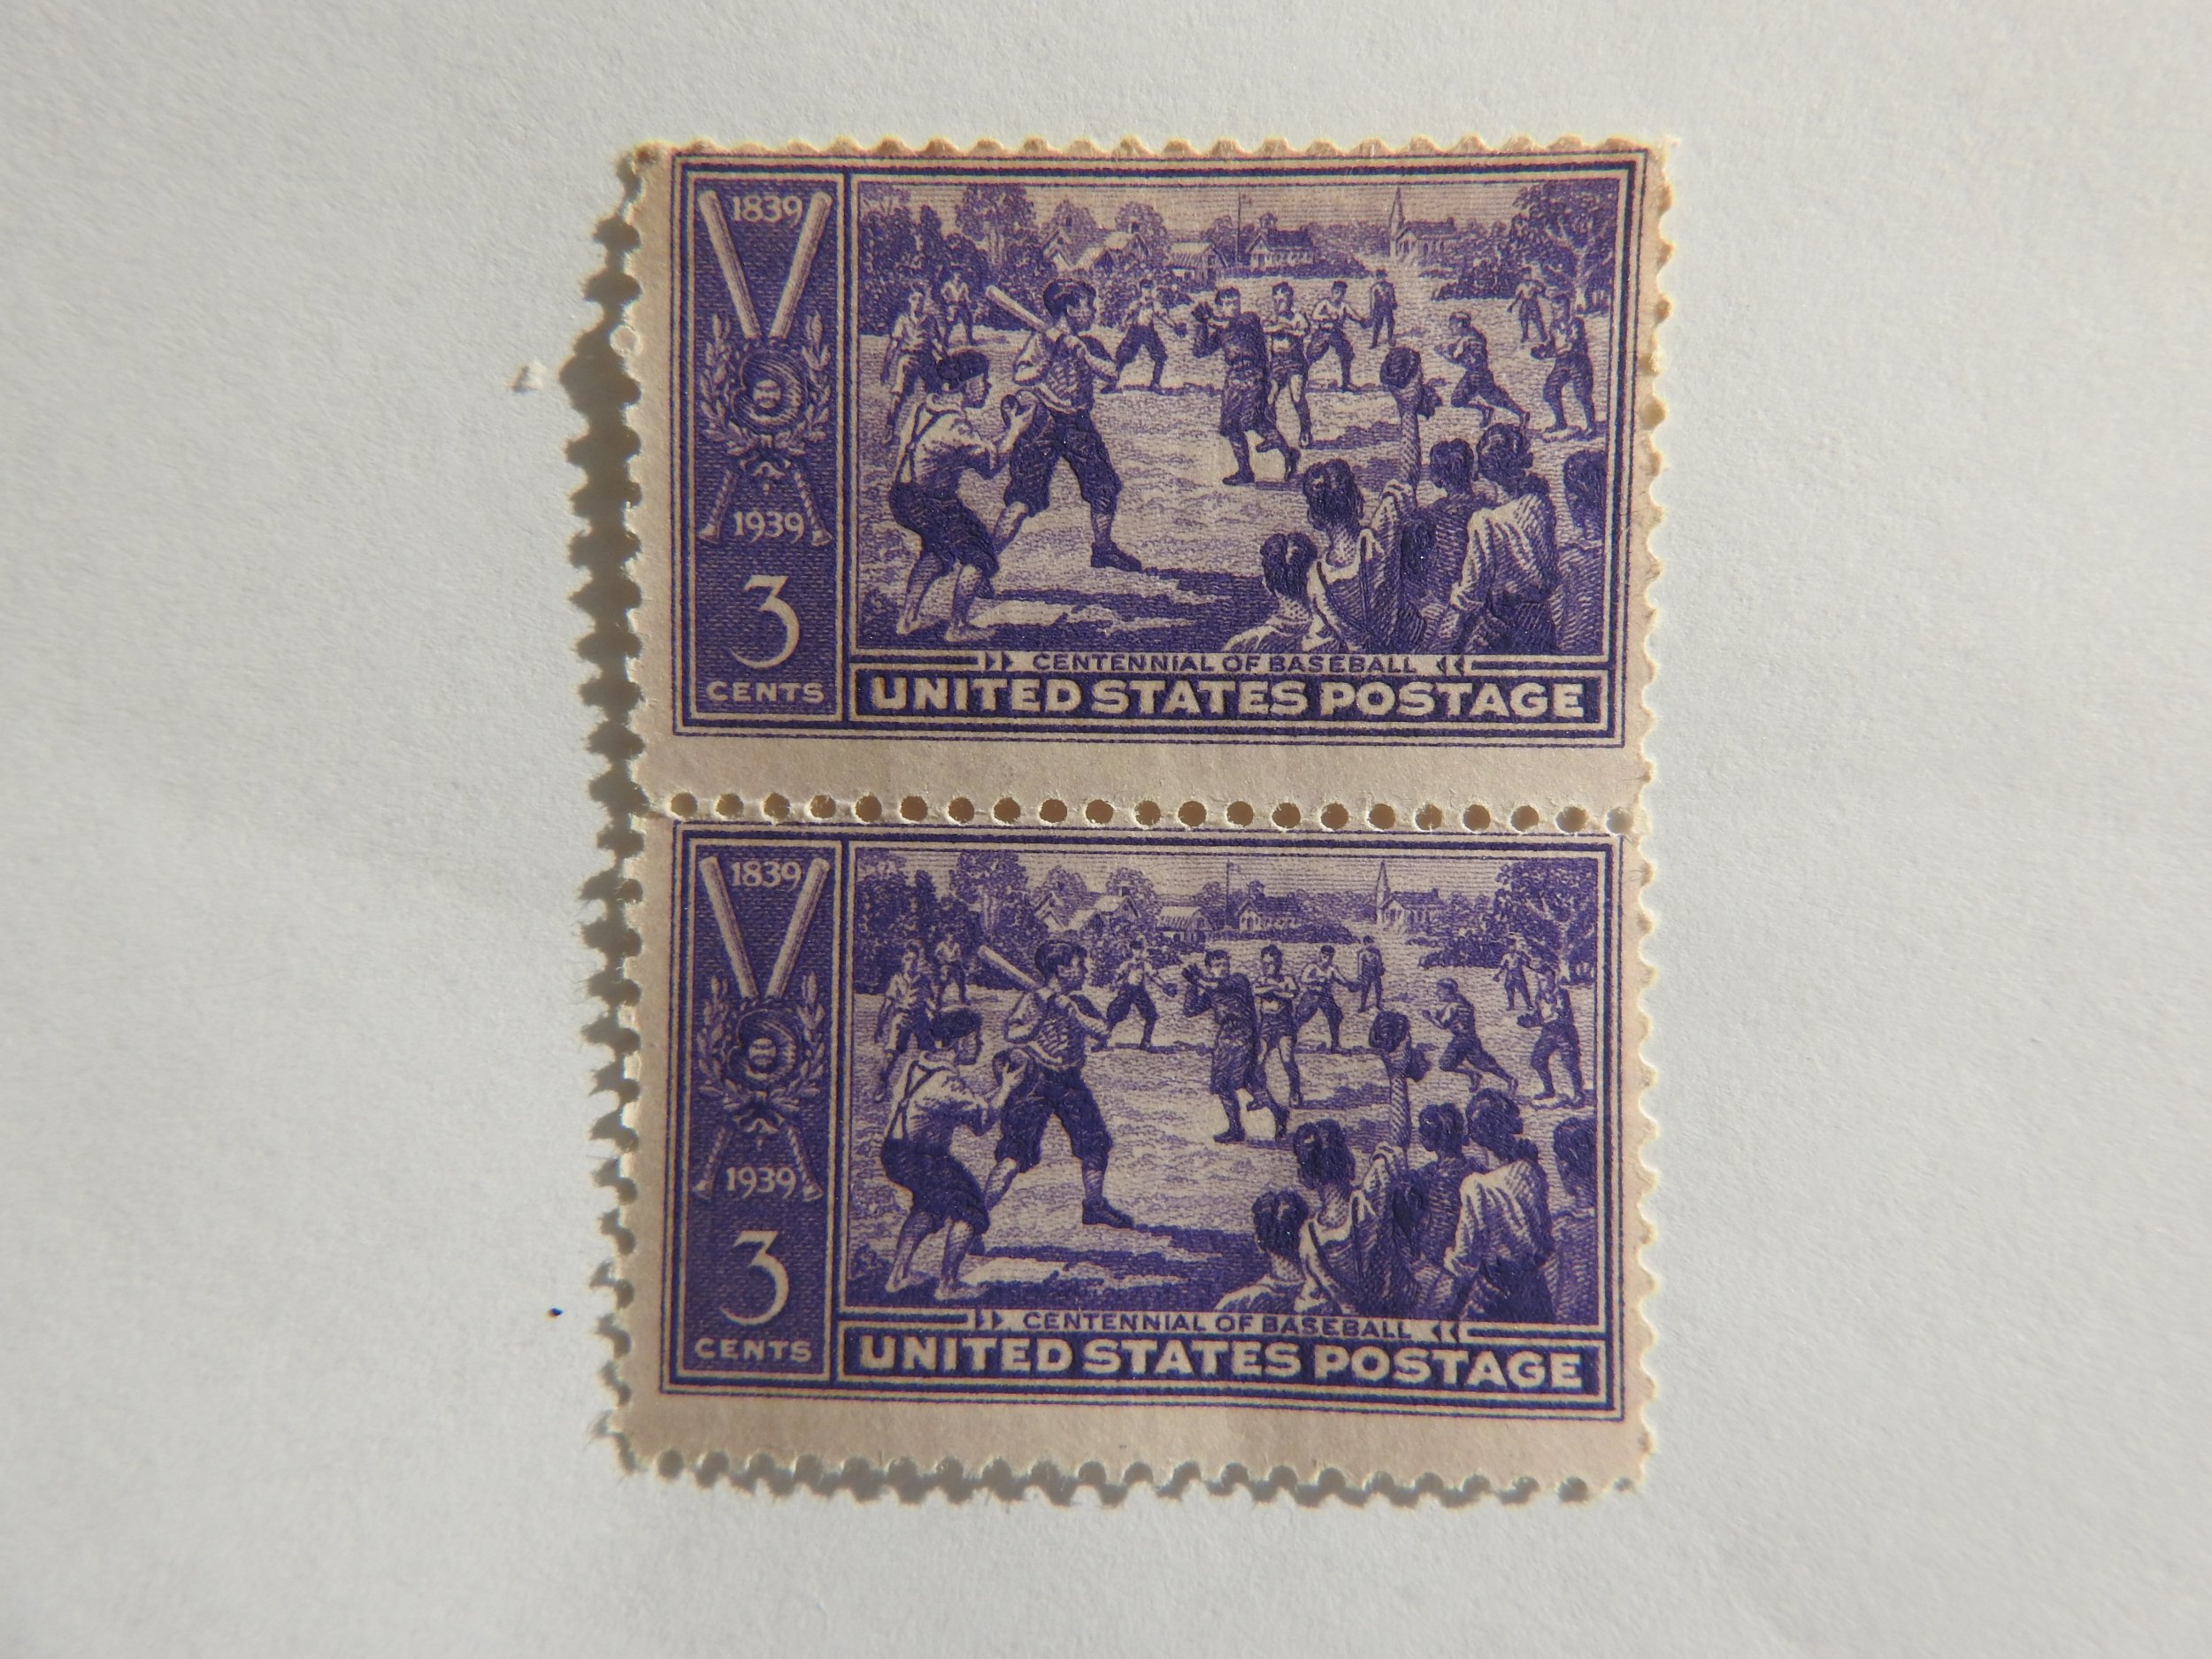 1839
1939
3
CENTS
CENTENNIAL OF BASEBALL
UNITED STATES POSTAGE
1839
1939
3
CENTS
CENTENNIAL OF BASEBALL
UNITED STATES POSTAGE